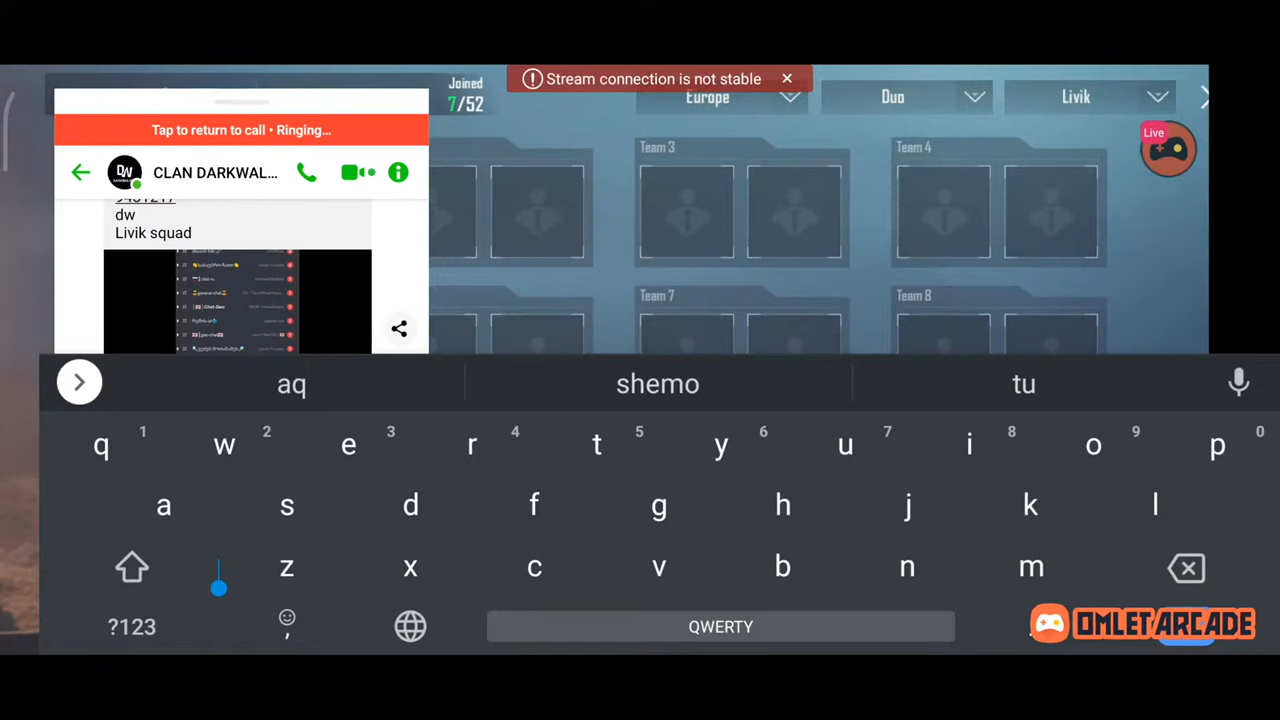 Stream connection is not stable
Joined
7/52
Europe
Duo
Livik
Tap to return to call • Ringing...
Live
DW
CLAN DARKWAL...
dw
Livik squad
Team 3
Team 4
Team 7
Team 8
aq
shemo
tu
q 1 w 2 e 3 r 4 t 5 y 6 u 7 i 8 o 9 p 0
a s d f g h j k l
z x c v b n m
?123
,
QWERTY
OMLET ARCADE